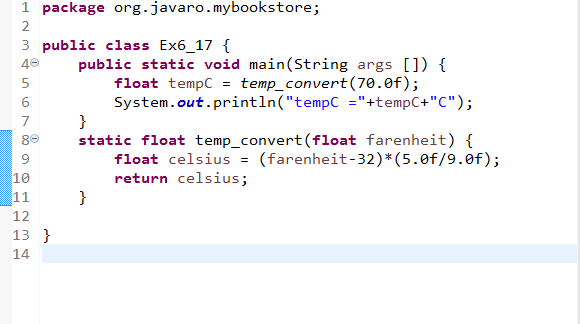 1 package org.javaro.mybookstore;
2
3 public class Ex6_17 {
4 public static void main(String args []) {
5 float tempC = temp_convert(70.0f);
6 System.out.println("tempC ="+tempC+"C");
7 }
8 static float temp_convert(float farenheit) {
9 float celsius = (farenheit-32)*(5.0f/9.0f);
10 return celsius;
11 }
12
13 }
14